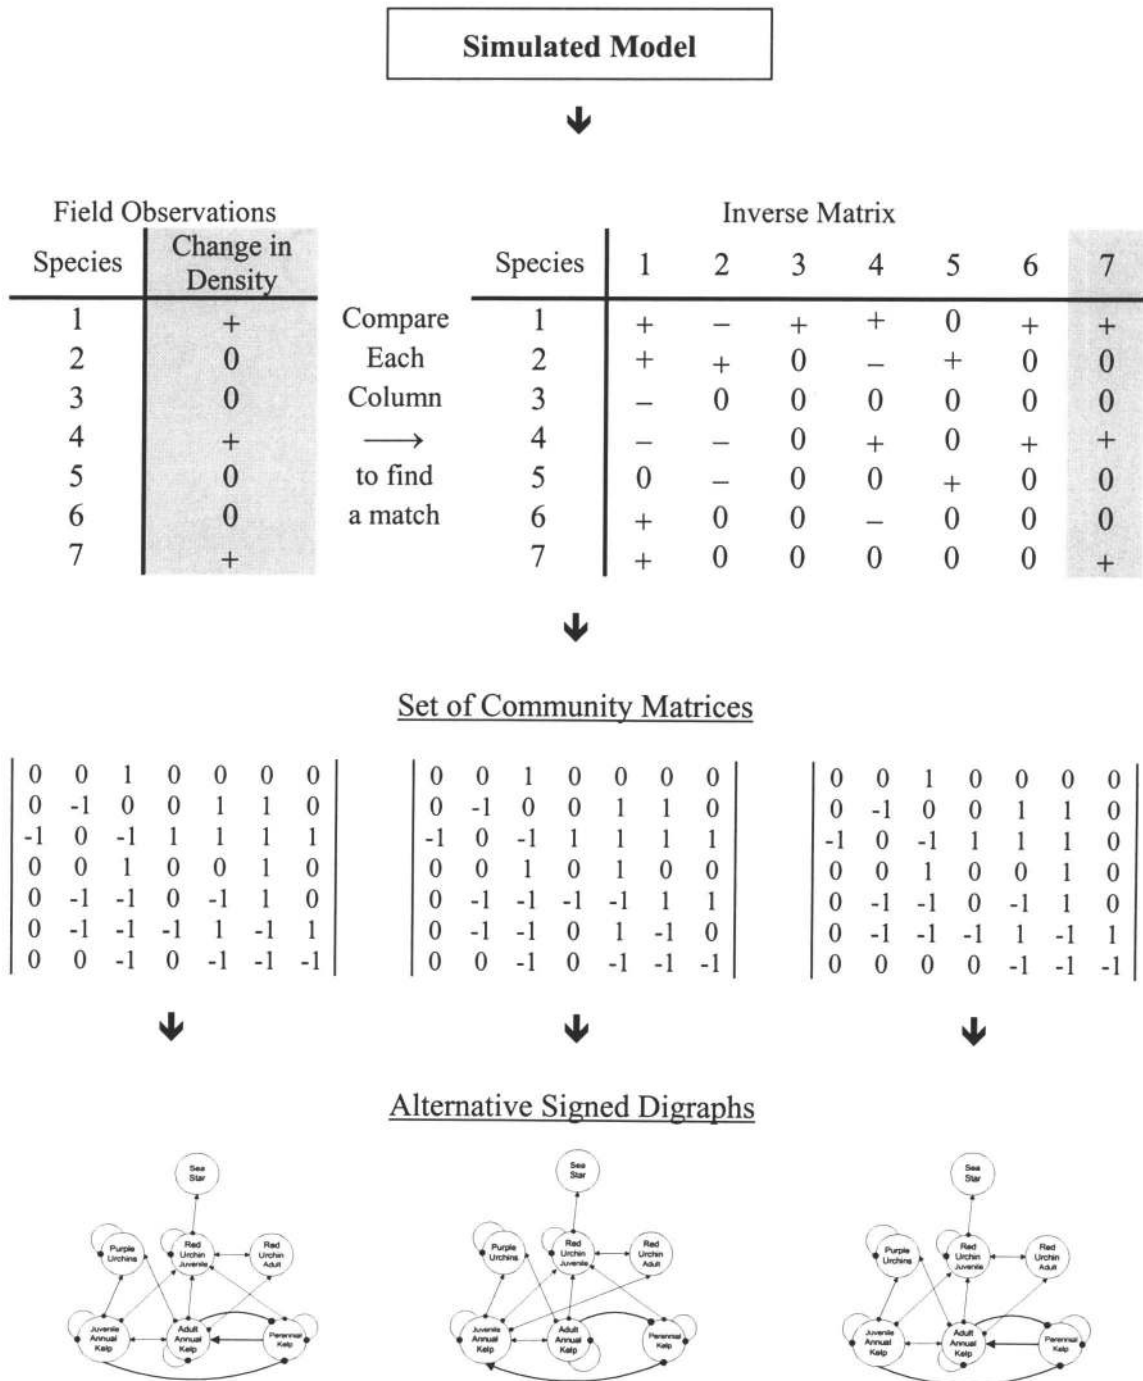 Simulated Model
Field Observations
Species Change in Density
1 +
2 0
3 0
4 +
5 0
6 0
7 +
Compare
Each
Column
→
to find
a match
Inverse Matrix
Species 1 2 3 4 5 6 7
1 + – + + 0 + +
2 + + 0 – + 0 0
3 – 0 0 0 0 0 0
4 – – 0 + 0 + +
5 0 – 0 0 + 0 0
6 + 0 0 – 0 0 0
7 + 0 0 0 0 0 +
Set of Community Matrices
0 0 1 0 0 0 0
0 -1 0 0 1 1 0
-1 0 -1 1 1 1 1
0 0 1 0 0 1 0
0 -1 -1 0 -1 1 0
0 -1 -1 -1 1 -1 1
0 0 -1 0 -1 -1 -1
0 0 1 0 0 0 0
0 -1 0 0 1 1 0
-1 0 -1 1 1 1 1
0 0 1 0 1 0 0
0 -1 -1 -1 -1 1 1
0 -1 -1 0 1 -1 0
0 0 -1 0 -1 -1 -1
0 0 1 0 0 0 0
0 -1 0 0 1 1 0
-1 0 -1 1 1 1 0
0 0 1 0 0 1 0
0 -1 -1 0 -1 1 0
0 -1 -1 -1 1 -1 1
0 0 0 0 -1 -1 -1
Alternative Signed Digraphs
Sea
Star
Purple
Urchins
Red
Urchin
Juvenile
Red
Urchin
Adult
Juvenile
Annual
Kelp
Adult
Annual
Kelp
Perennial
Kelp
Sea
Star
Purple
Urchins
Red
Urchin
Juvenile
Red
Urchin
Adult
Juvenile
Annual
Kelp
Adult
Annual
Kelp
Perennial
Kelp
Sea
Star
Purple
Urchins
Red
Urchin
Juvenile
Red
Urchin
Adult
Juvenile
Annual
Kelp
Adult
Annual
Kelp
Perennial
Kelp